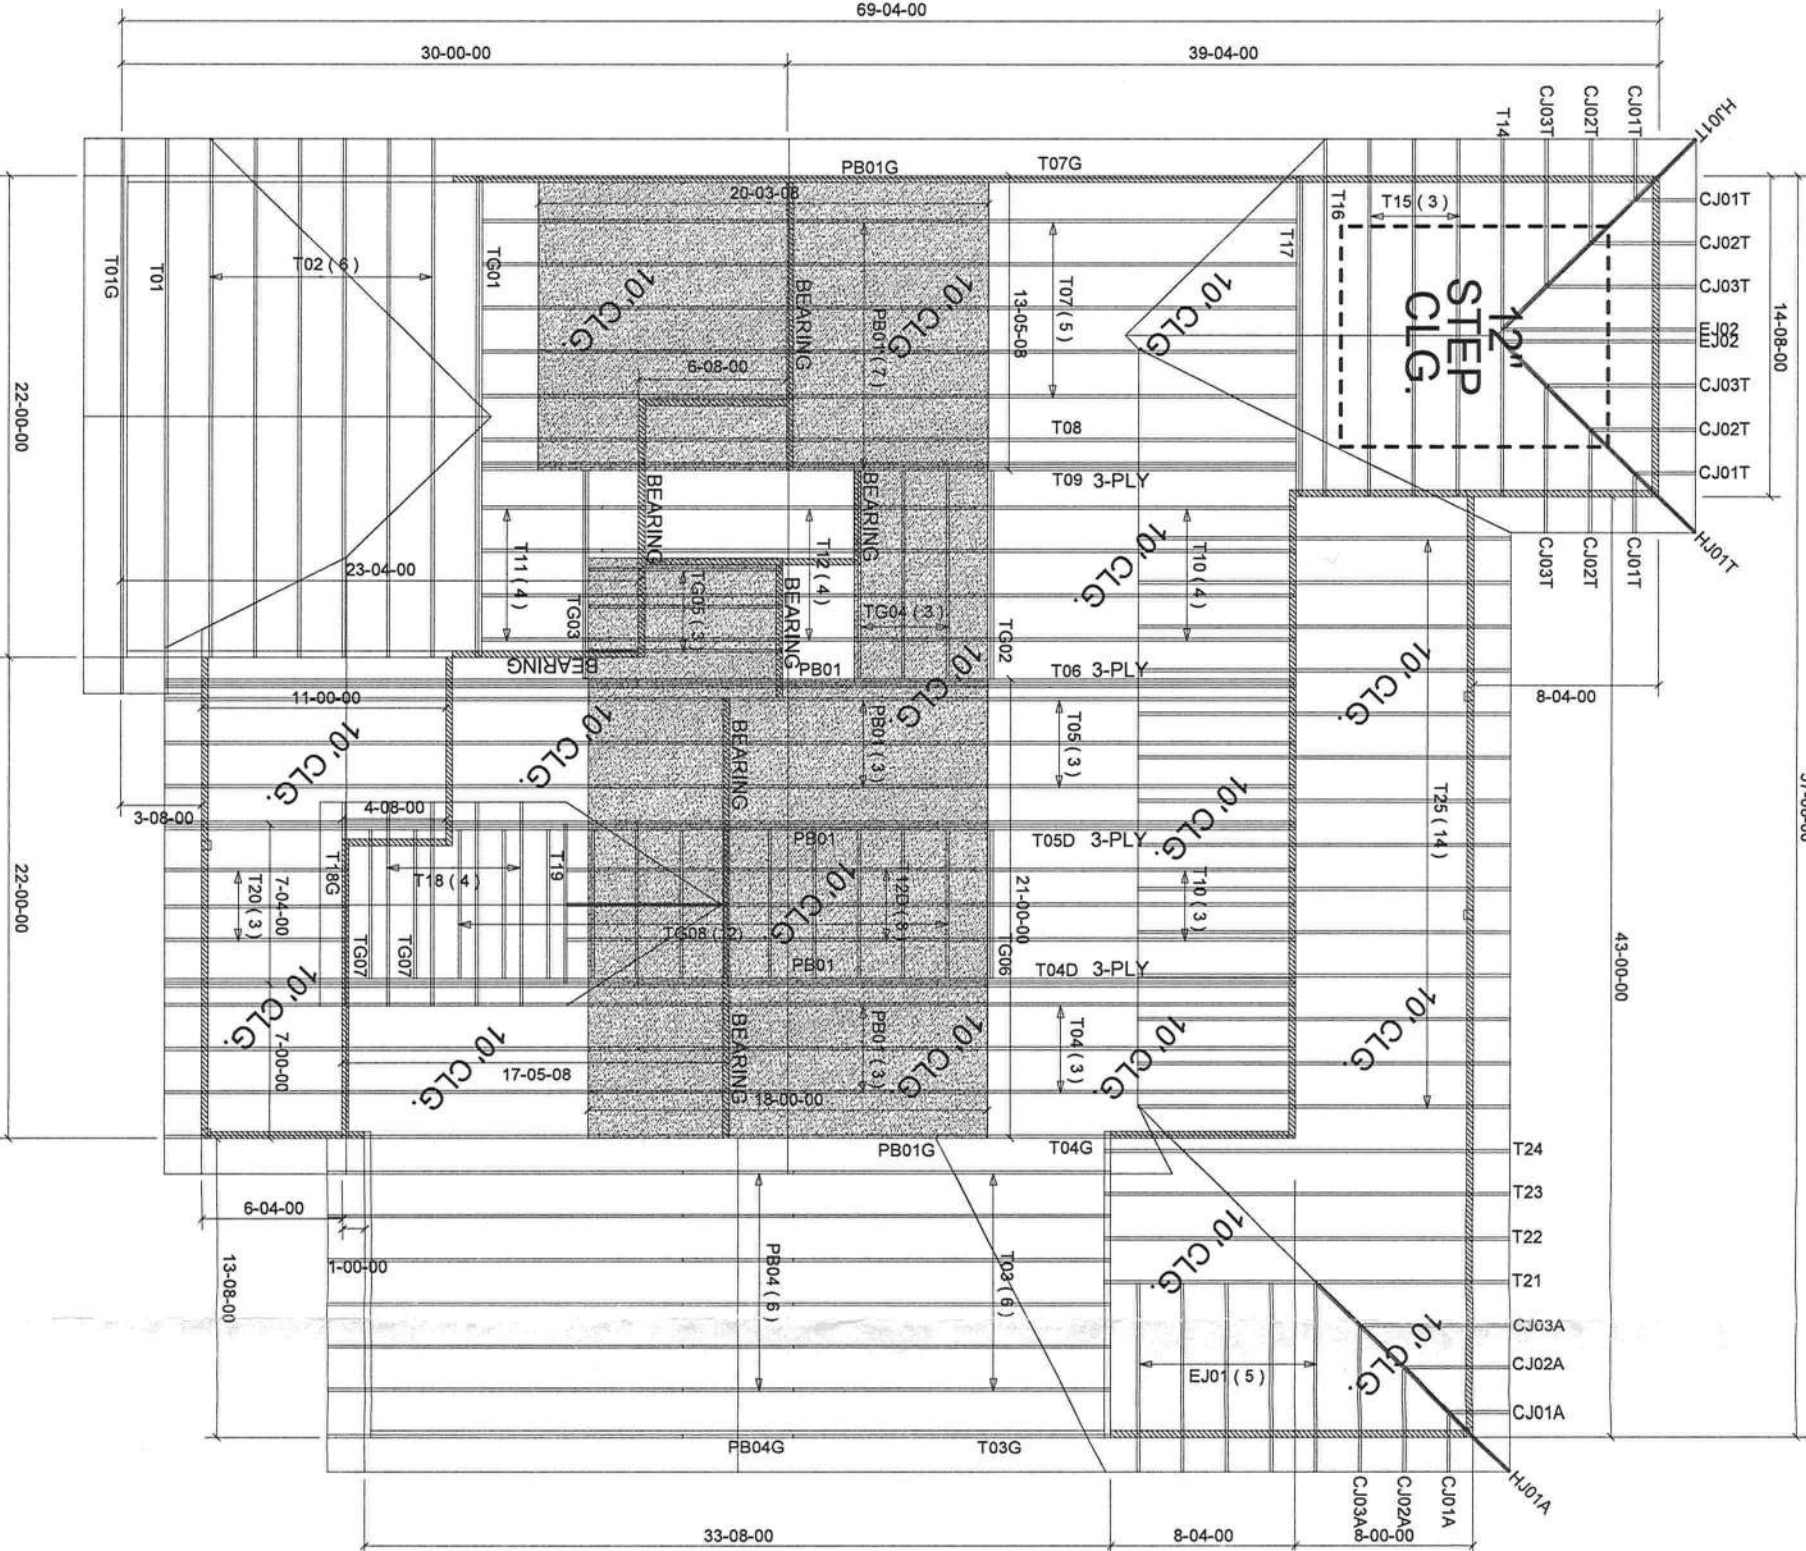 69-04-00
30-00-00
39-04-00
CJ03T
CJ02T
CJ01T
HJ01T
T14
PB01G
T07G
20-03-08
T15 ( 3 )
T16
CJ01T
CJ02T
CJ03T
EJ02
EJ02
CJ03T
CJ02T
CJ01T
HJ01T
14-08-00
T01G
T01
T02 ( 6 )
TG01
10' CLG.
BEARING
10' CLG.
PB01 ( 7 )
13-05-08
T07 ( 5 )
10' CLG.
T17
12"
STEP
CLG.
6-08-00
22-00-00
T08
T09 3-PLY
BEARING
BEARING
T11 ( 4 )
T12 ( 4 )
10' CLG.
T10 ( 4 )
CJ03T
CJ02T
CJ01T
23-04-00
TG03
TG05 ( 3 )
BEARING
TG04 ( 3 )
TG02
BEARING
PB01
T06 3-PLY
10' CLG.
10' CLG.
8-04-00
11-00-00
10' CLG.
10' CLG.
BEARING
PB01 ( 3 )
T05 ( 3 )
10' CLG.
T25 ( 14 )
3-08-00
4-08-00
PB01
T05D 3-PLY
22-00-00
T20 ( 3 )
7-04-00
T18G
T18 ( 4 )
T19
10' CLG.
21-00-00
T10 ( 3 )
43-00-00
TG07
TG07
PB01
TG06
T04D 3-PLY
10' CLG.
7-00-00
10' CLG.
17-05-08
BEARING
PB01 ( 3 )
10' CLG.
T04 ( 3 )
10' CLG.
10' CLG.
18-00-00
PB01G
T04G
T24
T23
T22
T21
6-04-00
1-00-00
13-08-00
PB04 ( 6 )
T03 ( 6 )
10' CLG.
10' CLG.
CJ03A
CJ02A
CJ01A
EJ01 ( 5 )
PB04G
T03G
HJ01A
CJ03A
CJ02A
CJ01A
33-08-00
8-04-00
8-00-00